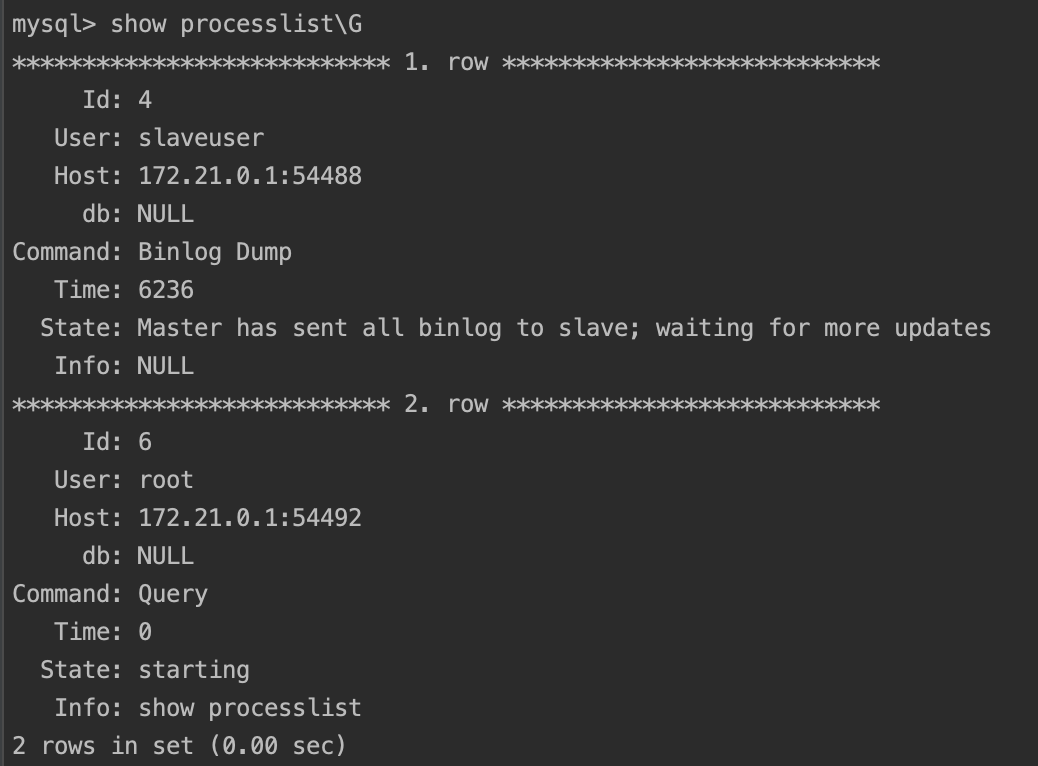 mysql> show processlist\G
*************************** 1. row ***************************
     Id: 4
   User: slaveuser
   Host: 172.21.0.1:54488
     db: NULL
Command: Binlog Dump
   Time: 6236
  State: Master has sent all binlog to slave; waiting for more updates
   Info: NULL
*************************** 2. row ***************************
     Id: 6
   User: root
   Host: 172.21.0.1:54492
     db: NULL
Command: Query
   Time: 0
  State: starting
   Info: show processlist
2 rows in set (0.00 sec)